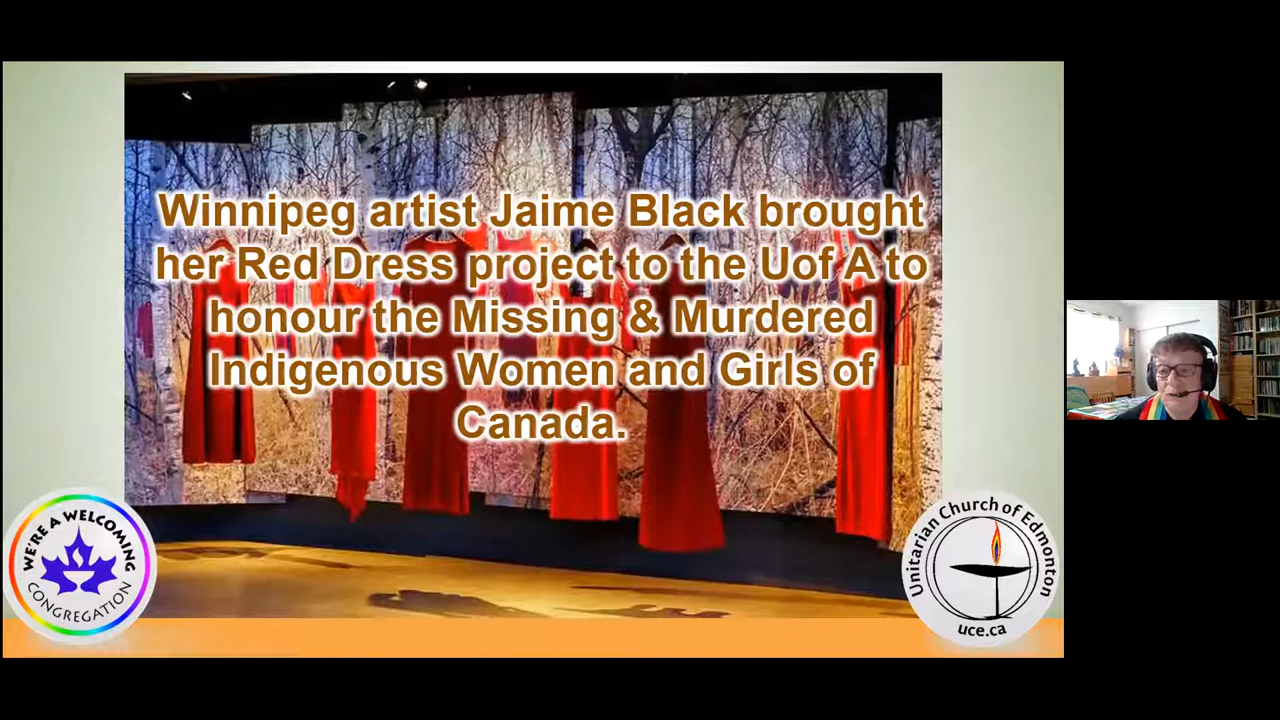 Winnipeg artist Jaime Black brought
her Red Dress project to the Uof A to
honour the Missing & Murdered
Indigenous Women and Girls of
Canada.
WE'RE A WELCOMING
CONGREGATION
Unitarian Church of Edmonton
uce.ca